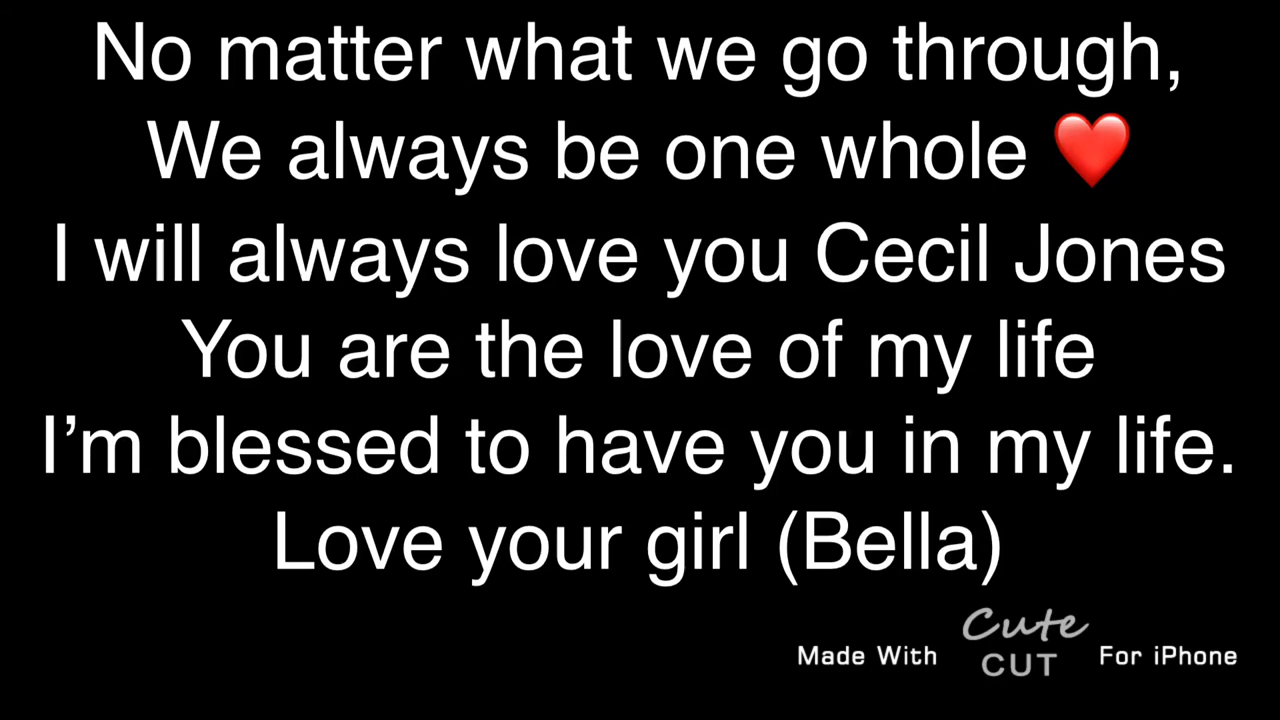 No matter what we go through,
We always be one whole ❤️
I will always love you Cecil Jones
You are the love of my life
I’m blessed to have you in my life.
Love your girl (Bella)
Made With Cute CUT For iPhone